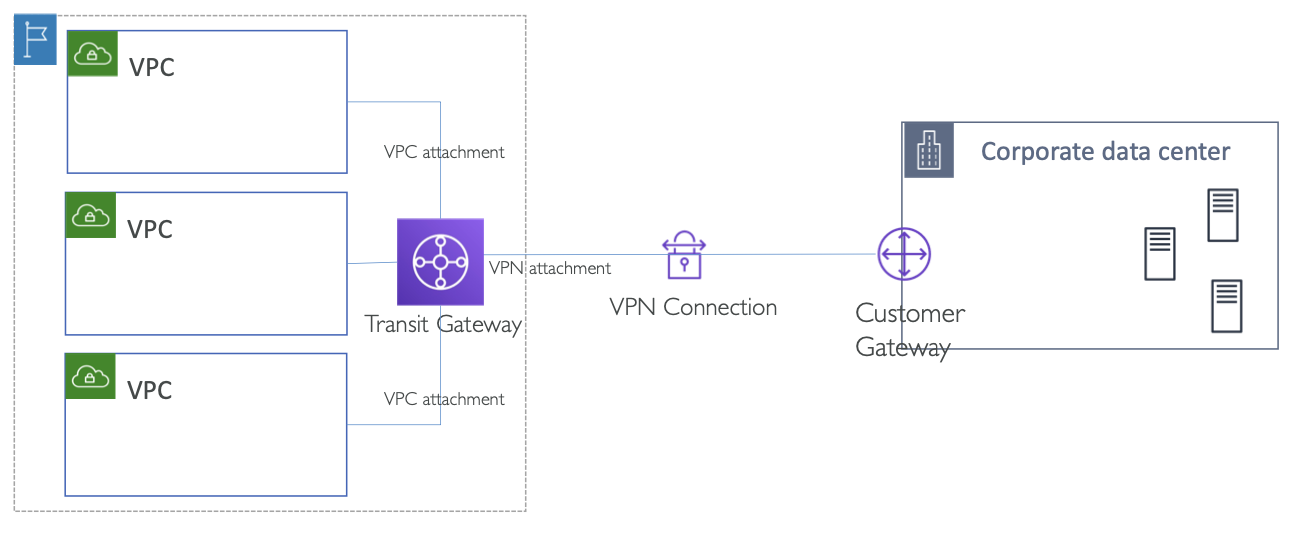 VPC
VPC attachment
VPC
VPN attachment
Transit Gateway
VPC
VPC attachment
VPN Connection
Customer
Gateway
Corporate data center